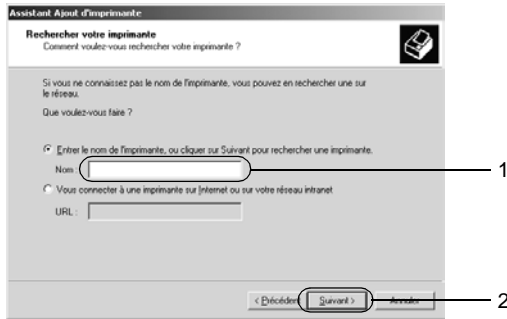 Assistant Ajout d'imprimante
Rechercher votre imprimante
Comment voulez-vous rechercher votre imprimante ?
Si vous ne connaissez pas le nom de l'imprimante, vous pouvez en rechercher une sur
le réseau.
Que voulez-vous faire ?
Entrer le nom de l'imprimante, ou cliquer sur Suivant pour rechercher une imprimante.
Nom :
1
Vous connecter à une imprimante sur Internet ou sur votre réseau intranet
URL :
< Précédent Suivant > Annuler
2